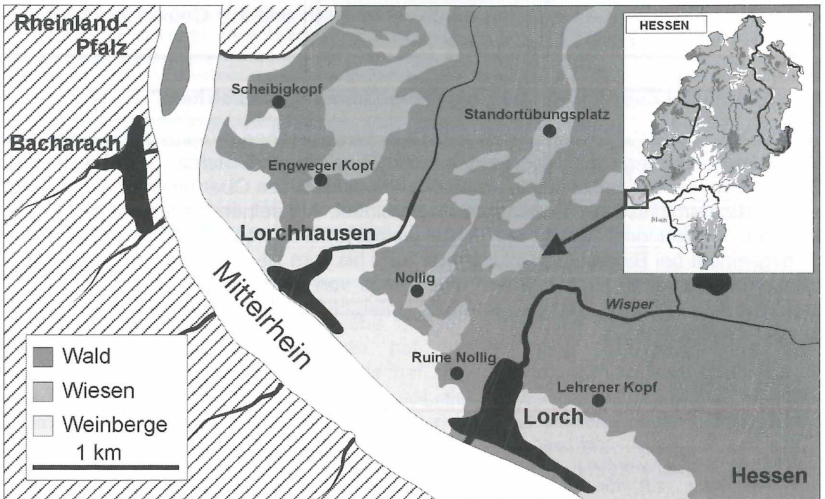 Rheinland-
Pfalz
HESSEN
Scheibigkopf
Standortübungsplatz
Bacharach
Engweger Kopf
Main
Lorchhausen
Nollig
Mittelrhein
Wisper
Ruine Nollig
Lehrener Kopf
Lorch
Hessen
Wald
Wiesen
Weinberge
1 km